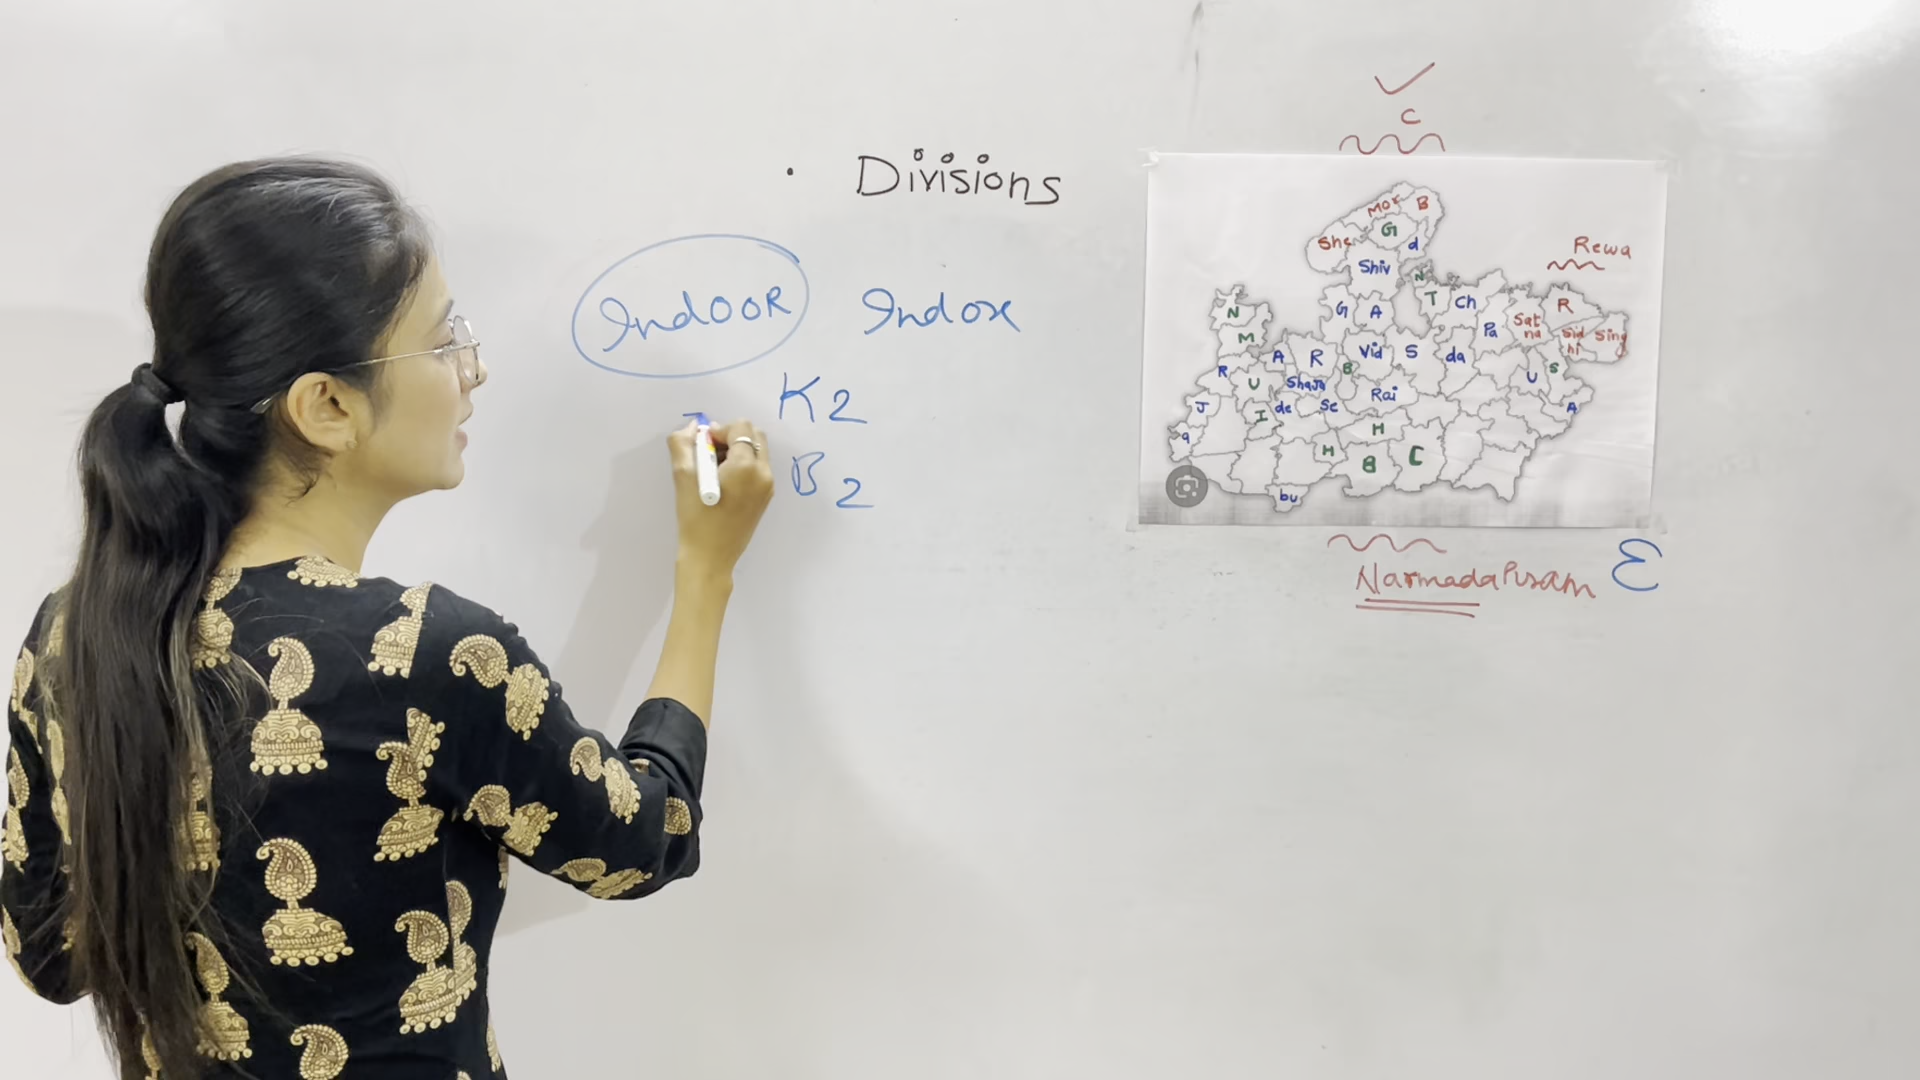 C
• Divisions
IndOOR Indore
K2
B2
Mor B
She G d
Shiv
N
Rewa
N G A T Ch R
M Pa Sat na Sid hi Sing
A R Vid S da
R U Shaja B U S
J I de Se Rai A
q H
H B C
bu
Narmadapuram